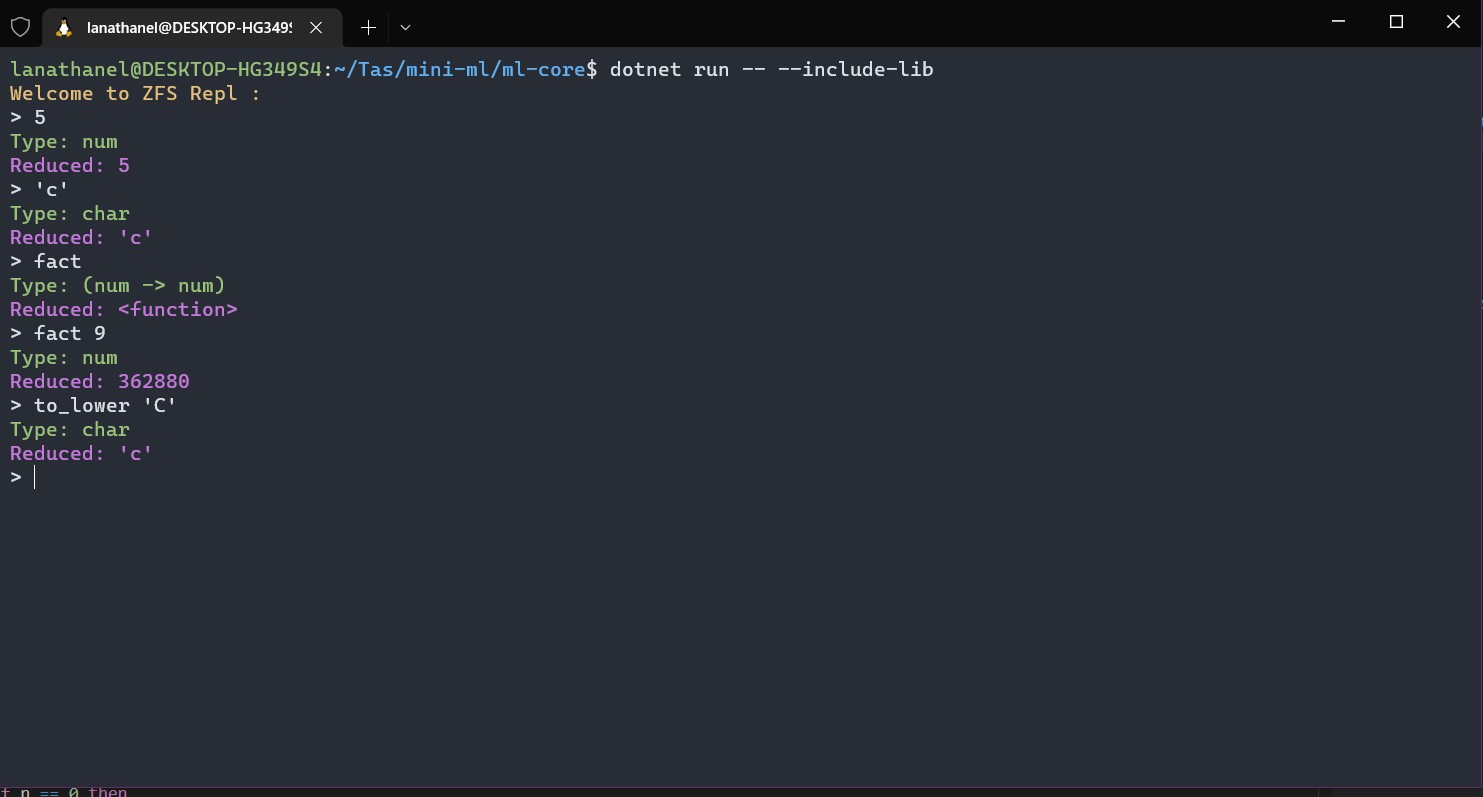 lanathanel@DESKTOP-HG349S
lanathanel@DESKTOP-HG349S4:~/Tas/mini-ml/ml-core$ dotnet run -- --include-lib
Welcome to ZFS Repl :
> 5
Type: num
Reduced: 5
> 'c'
Type: char
Reduced: 'c'
> fact
Type: (num -> num)
Reduced: <function>
> fact 9
Type: num
Reduced: 362880
> to_lower 'C'
Type: char
Reduced: 'c'
>
n == 0 then